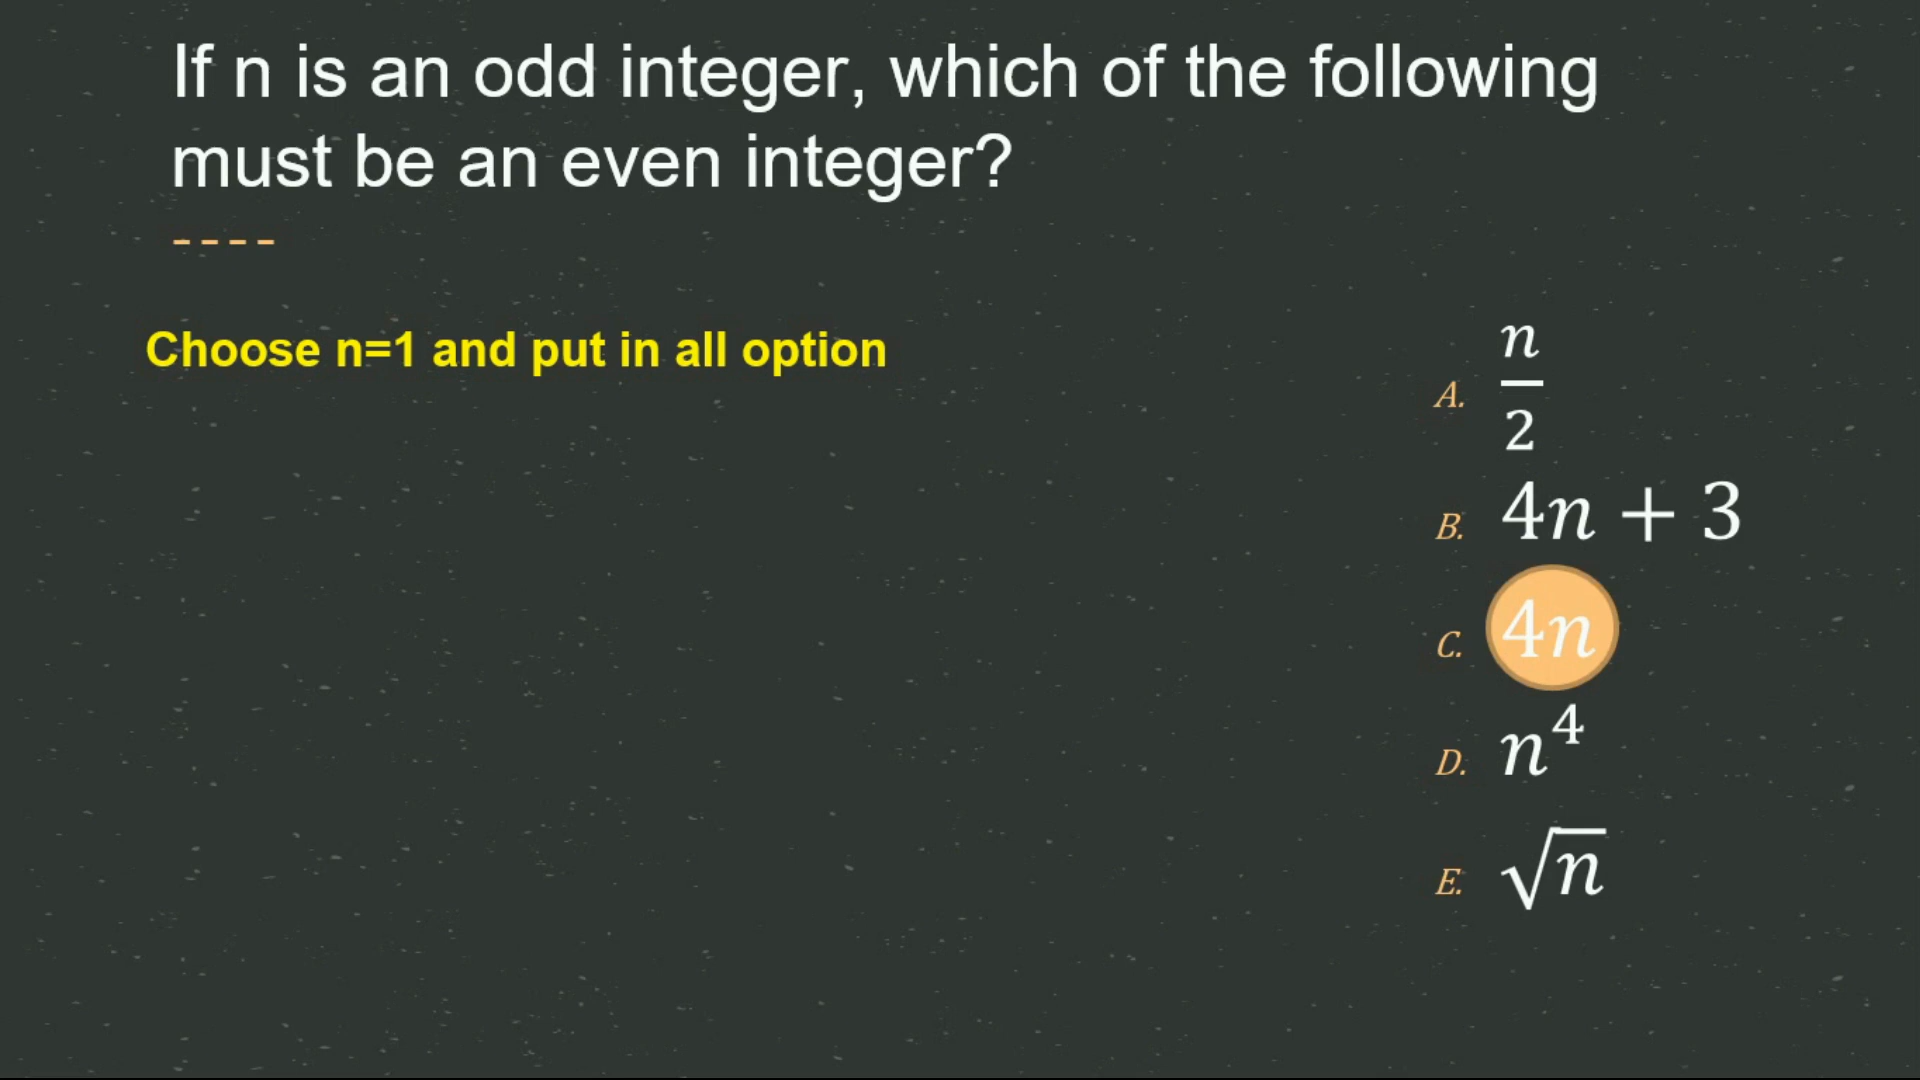 If n is an odd integer, which of the following
must be an even integer?
----
Choose n=1 and put in all option
A. n/2
B. 4n + 3
C. 4n
D. n⁴
E. √n